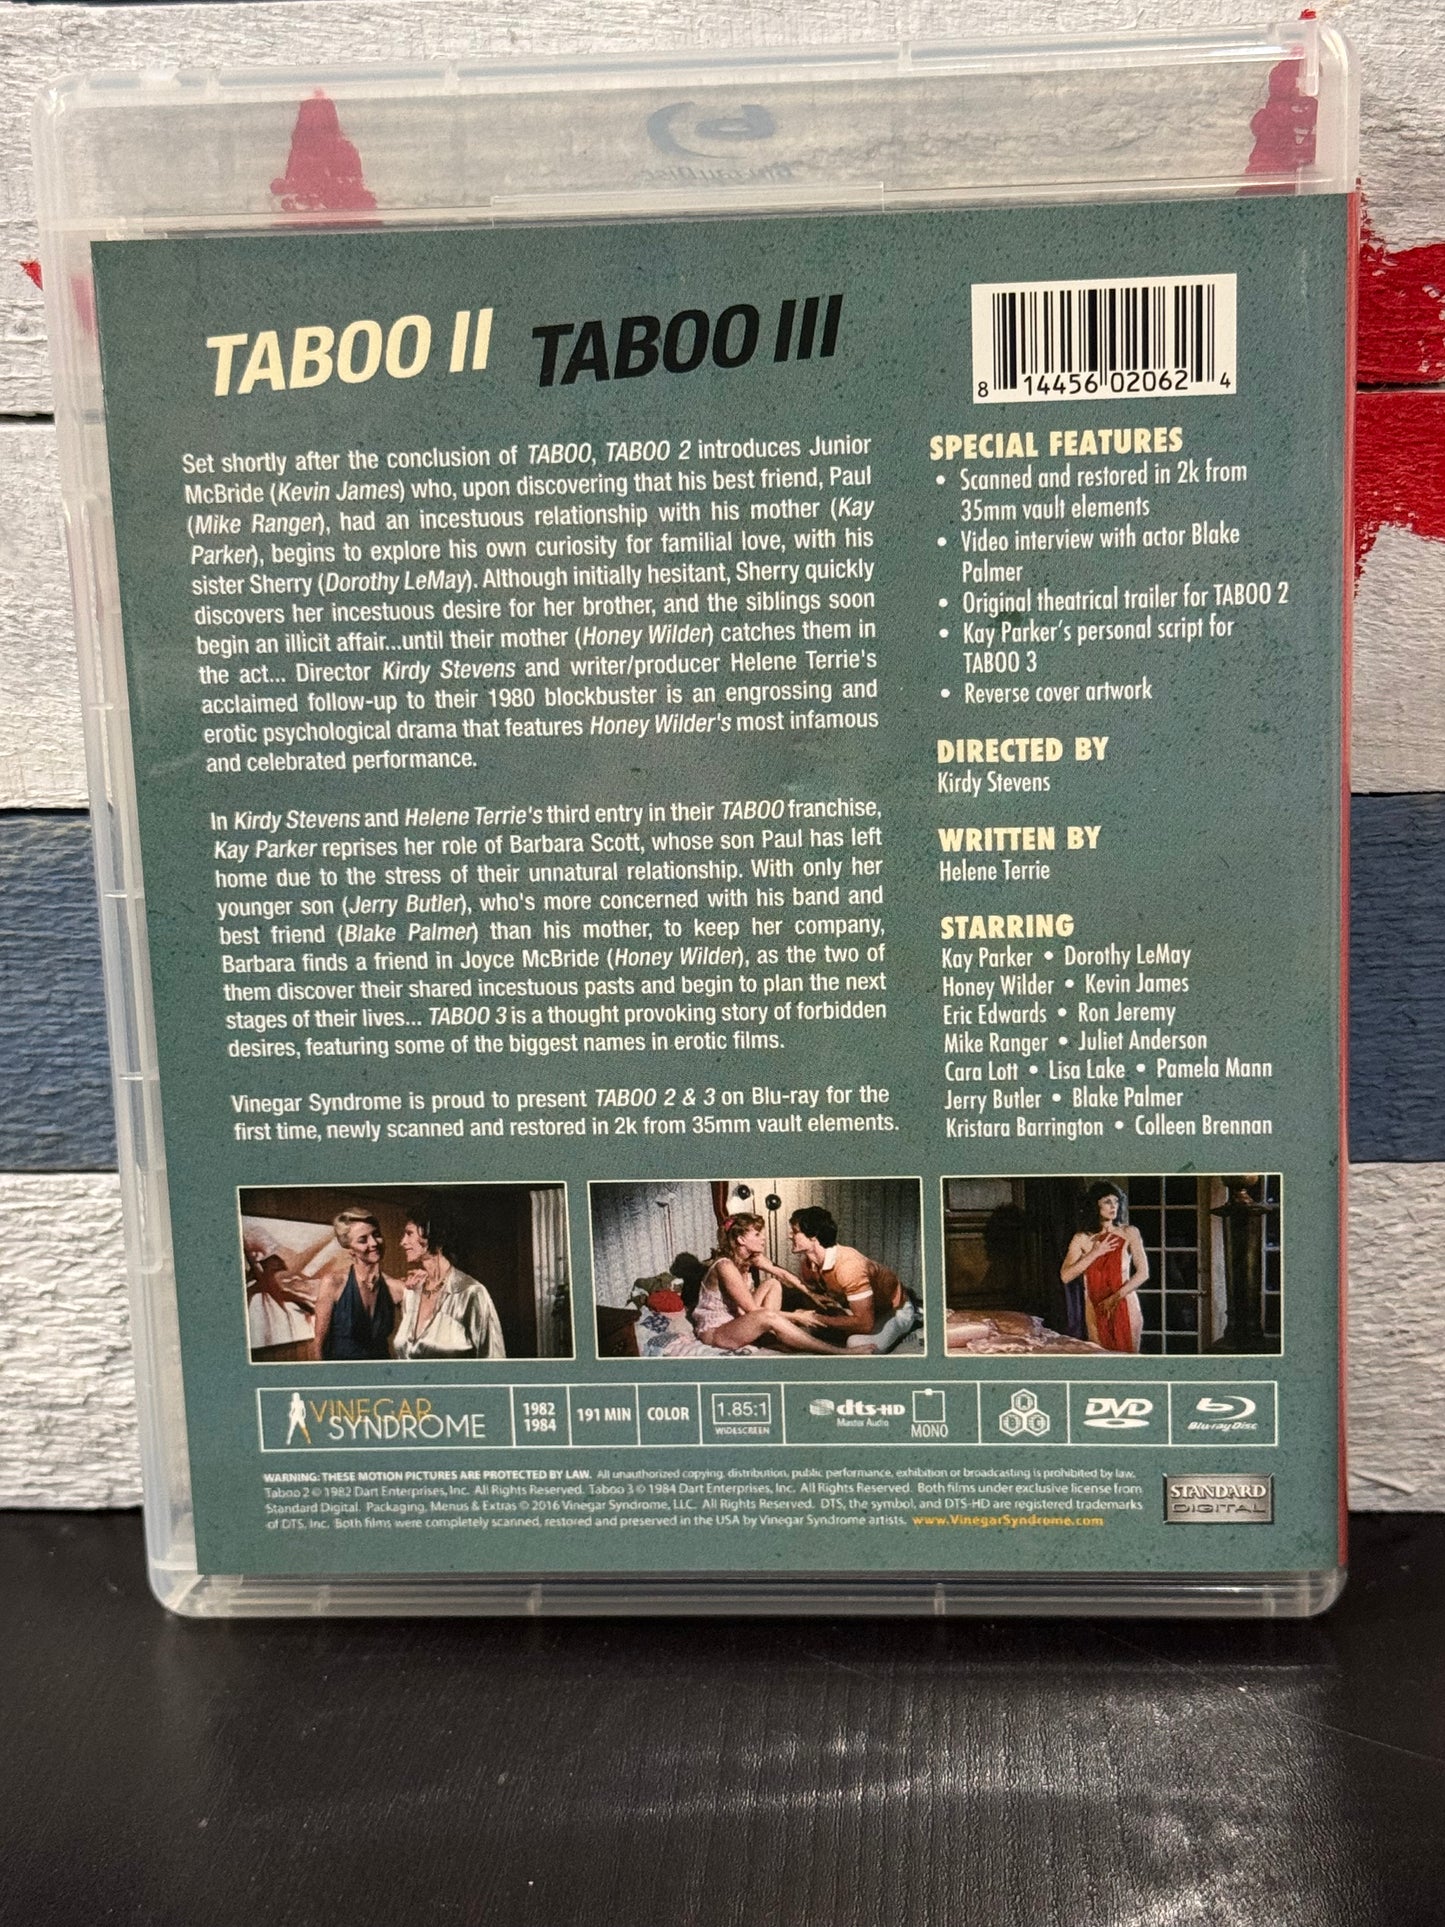 TABOO II TABOO III
8 14456 02062 4
Set shortly after the conclusion of TABOO, TABOO 2 introduces Junior
McBride (Kevin James) who, upon discovering that his best friend, Paul
(Mike Ranger), had an incestuous relationship with his mother (Kay
Parker), begins to explore his own curiosity for familial love, with his
sister Sherry (Dorothy LeMay). Although initially hesitant, Sherry quickly
discovers her incestuous desire for her brother, and the siblings soon
begin an illicit affair...until their mother (Honey Wilder) catches them in
the act... Director Kirdy Stevens and writer/producer Helene Terrie's
acclaimed follow-up to their 1980 blockbuster is an engrossing and
erotic psychological drama that features Honey Wilder's most infamous
and celebrated performance.
In Kirdy Stevens and Helene Terrie's third entry in their TABOO franchise,
Kay Parker reprises her role of Barbara Scott, whose son Paul has left
home due to the stress of their unnatural relationship. With only her
younger son (Jerry Butler), who's more concerned with his band and
best friend (Blake Palmer) than his mother, to keep her company,
Barbara finds a friend in Joyce McBride (Honey Wilder), as the two of
them discover their shared incestuous pasts and begin to plan the next
stages of their lives... TABOO 3 is a thought provoking story of forbidden
desires, featuring some of the biggest names in erotic films.
Vinegar Syndrome is proud to present TABOO 2 & 3 on Blu-ray for the
first time, newly scanned and restored in 2k from 35mm vault elements.
SPECIAL FEATURES
• Scanned and restored in 2k from
35mm vault elements
• Video interview with actor Blake
Palmer
• Original theatrical trailer for TABOO 2
• Kay Parker's personal script for
TABOO 3
• Reverse cover artwork
DIRECTED BY
Kirdy Stevens
WRITTEN BY
Helene Terrie
STARRING
Kay Parker • Dorothy LeMay
Honey Wilder • Kevin James
Eric Edwards • Ron Jeremy
Mike Ranger • Juliet Anderson
Cara Lott • Lisa Lake • Pamela Mann
Jerry Butler • Blake Palmer
Kristara Barrington • Colleen Brennan
VINEGAR
SYNDROME
1982
1984
191 MIN
COLOR
1.85:1
WIDESCREEN
dts-HD
Master Audio
MONO
DVD
Blu-ray Disc
WARNING: THESE MOTION PICTURES ARE PROTECTED BY LAW. All unauthorized copying, distribution, public performance, exhibition or broadcasting is prohibited by law.
Taboo 2 © 1982 Dart Enterprises, Inc. All Rights Reserved. Taboo 3 © 1984 Dart Enterprises, Inc. All Rights Reserved. Both films under exclusive license from
Standard Digital. Packaging, Menus & Extras © 2016 Vinegar Syndrome, LLC. All Rights Reserved. DTS, the symbol, and DTS-HD are registered trademarks
of DTS, Inc. Both films were completely scanned, restored and preserved in the USA by Vinegar Syndrome artists. www.VinegarSyndrome.com
STANDARD
DIGITAL